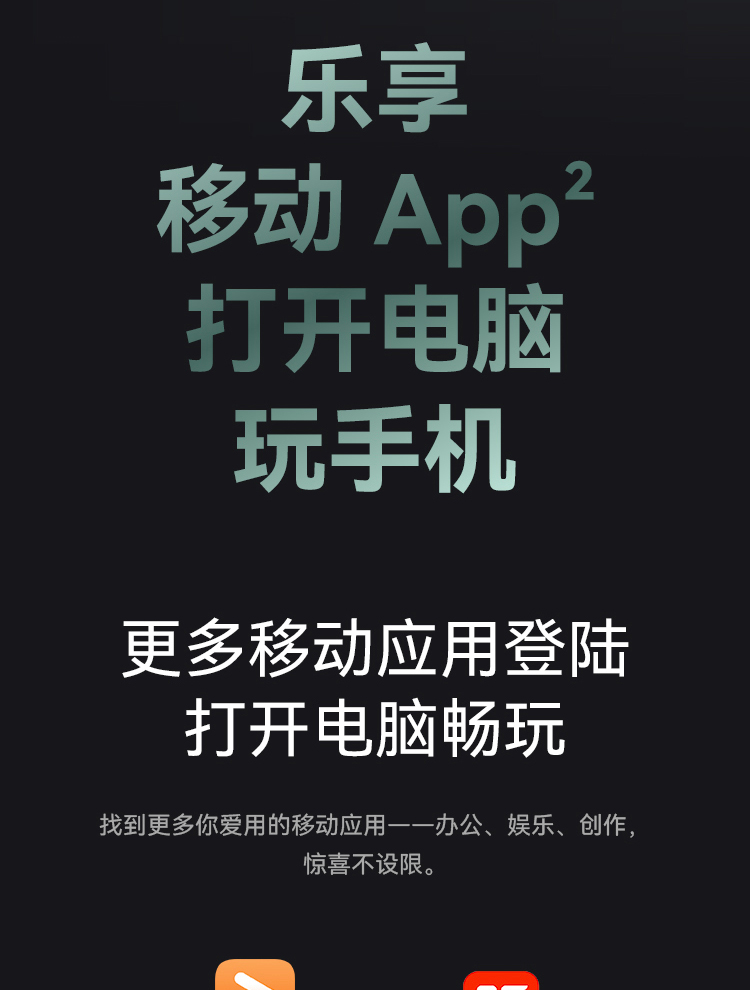 乐享
移动 App²
打开电脑
玩手机
更多移动应用登陆
打开电脑畅玩
找到更多你爱用的移动应用——办公、娱乐、创作，
惊喜不设限。